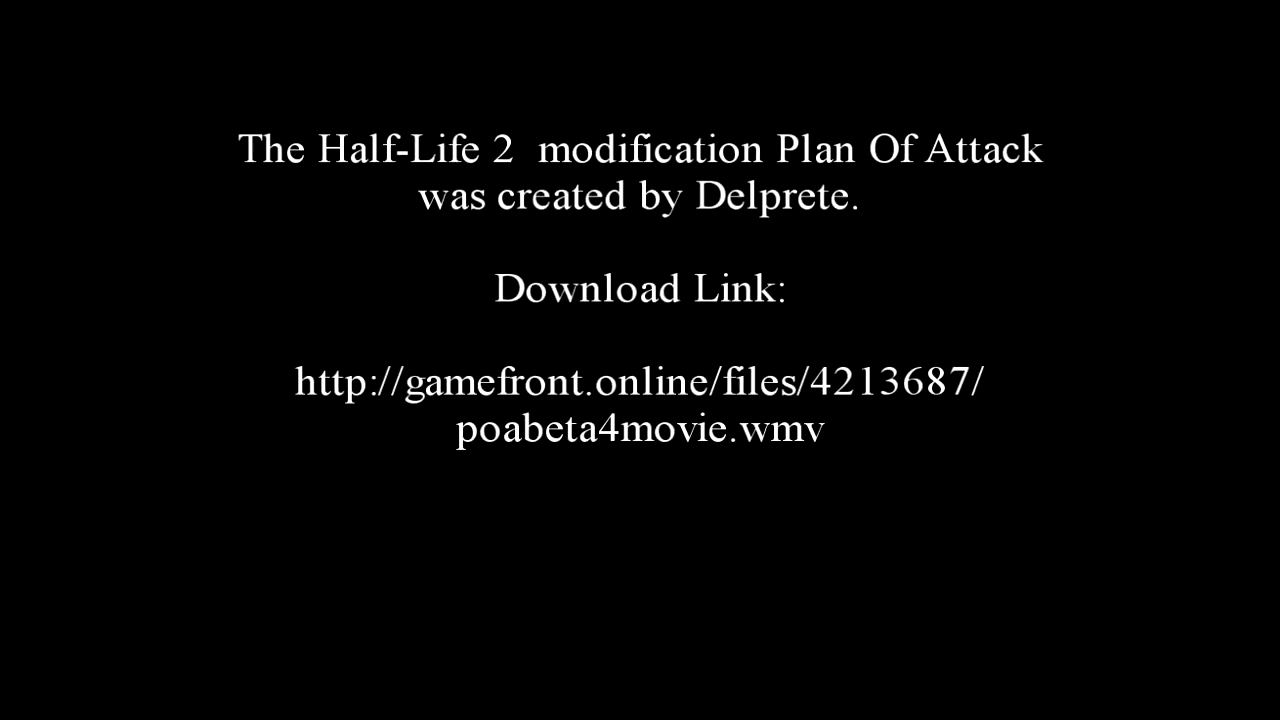 The Half-Life 2  modification Plan Of Attack
was created by Delprete.
Download Link:
http://gamefront.online/files/4213687/
poabeta4movie.wmv